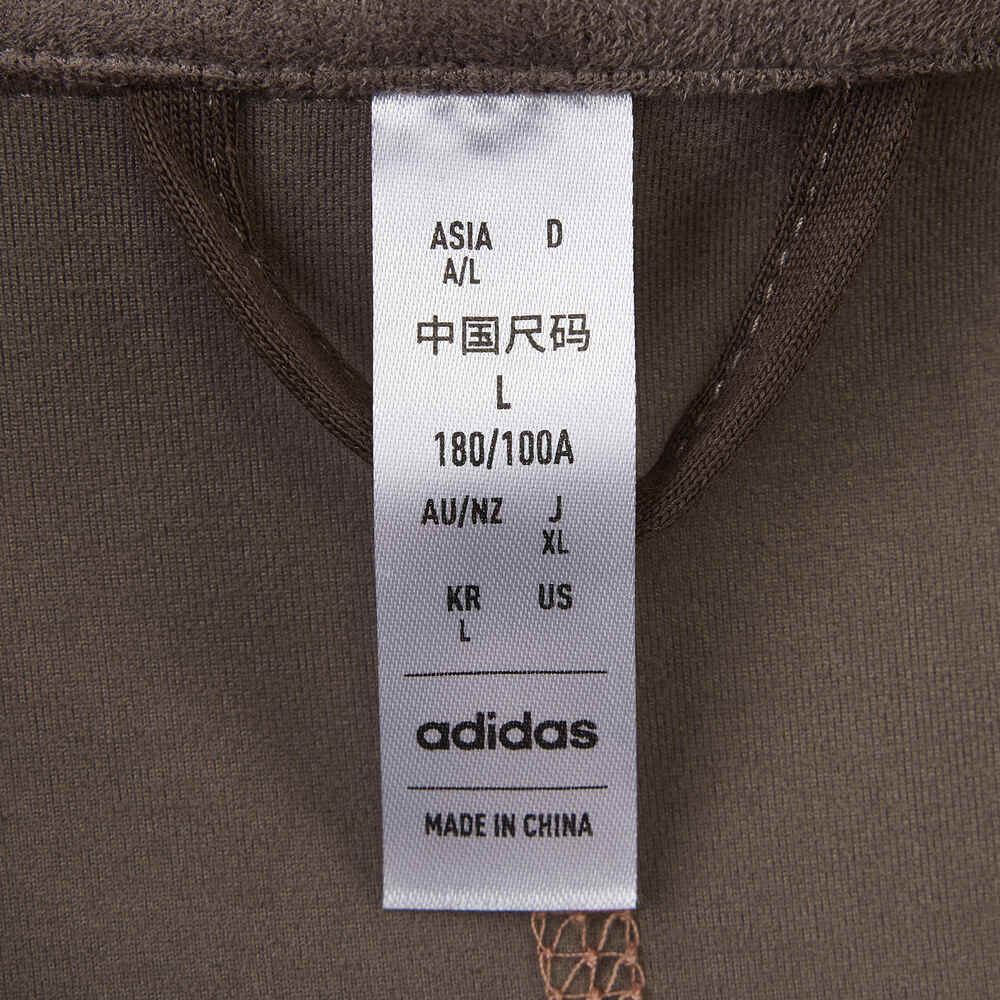 ASIA D
A/L
中国尺码
L
180/100A
AU/NZ J
XL
KR US
L
adidas
MADE IN CHINA